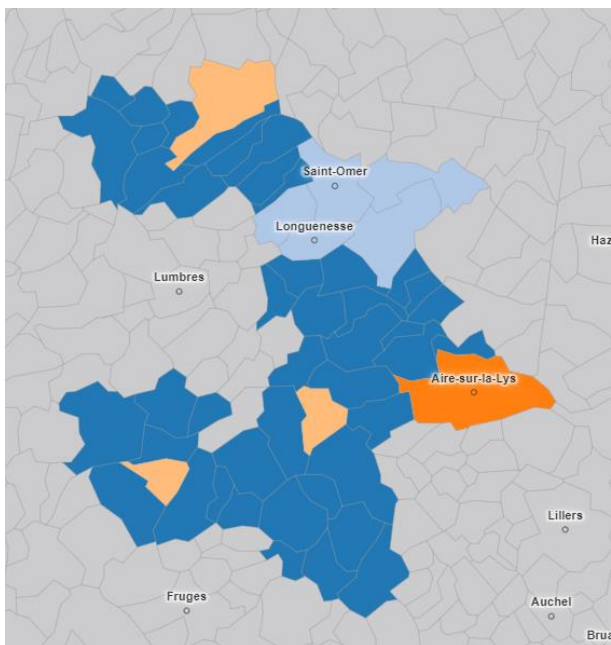 Saint-Omer
Longuenesse
Haz
Lumbres
Aire-sur-la-Lys
Lillers
Fruges
Auchel
Brua